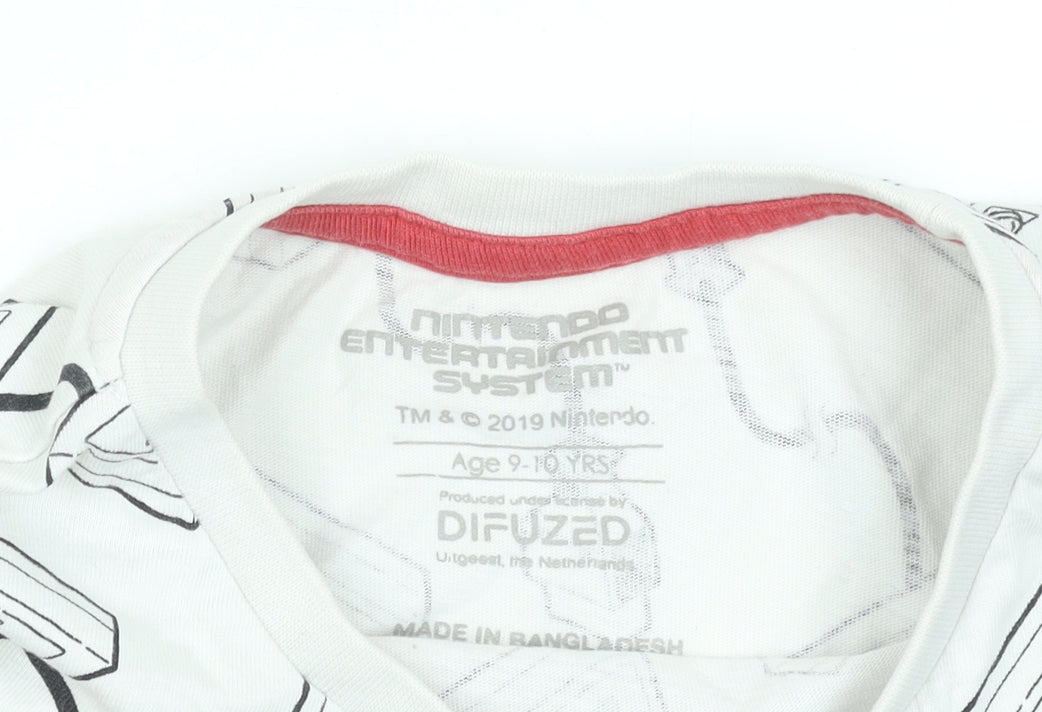 NINTENDO
ENTERTAINMENT
SYSTEM™
TM & © 2019 Nintendo.
Age 9-10 YRS
Produced under license by
DIFUZED
Uitgeest, the Netherlands
MADE IN BANGLADESH